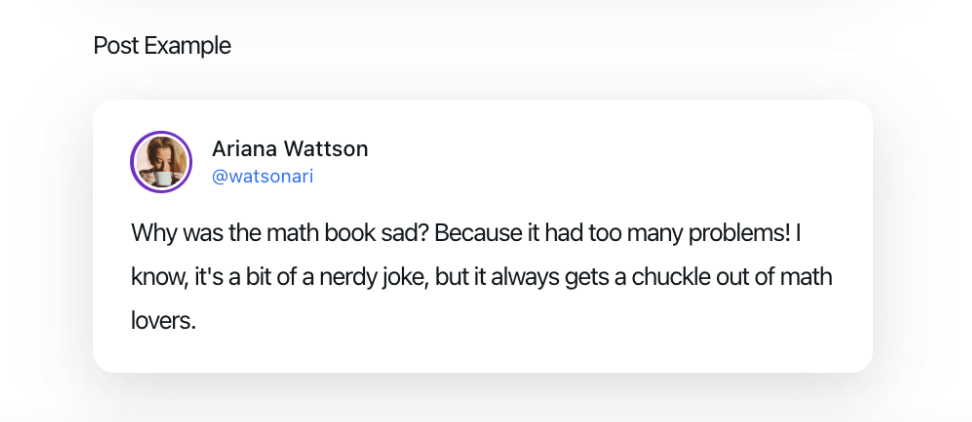 Post Example
Ariana Wattson
@watsonari
Why was the math book sad? Because it had too many problems! I
know, it's a bit of a nerdy joke, but it always gets a chuckle out of math
lovers.